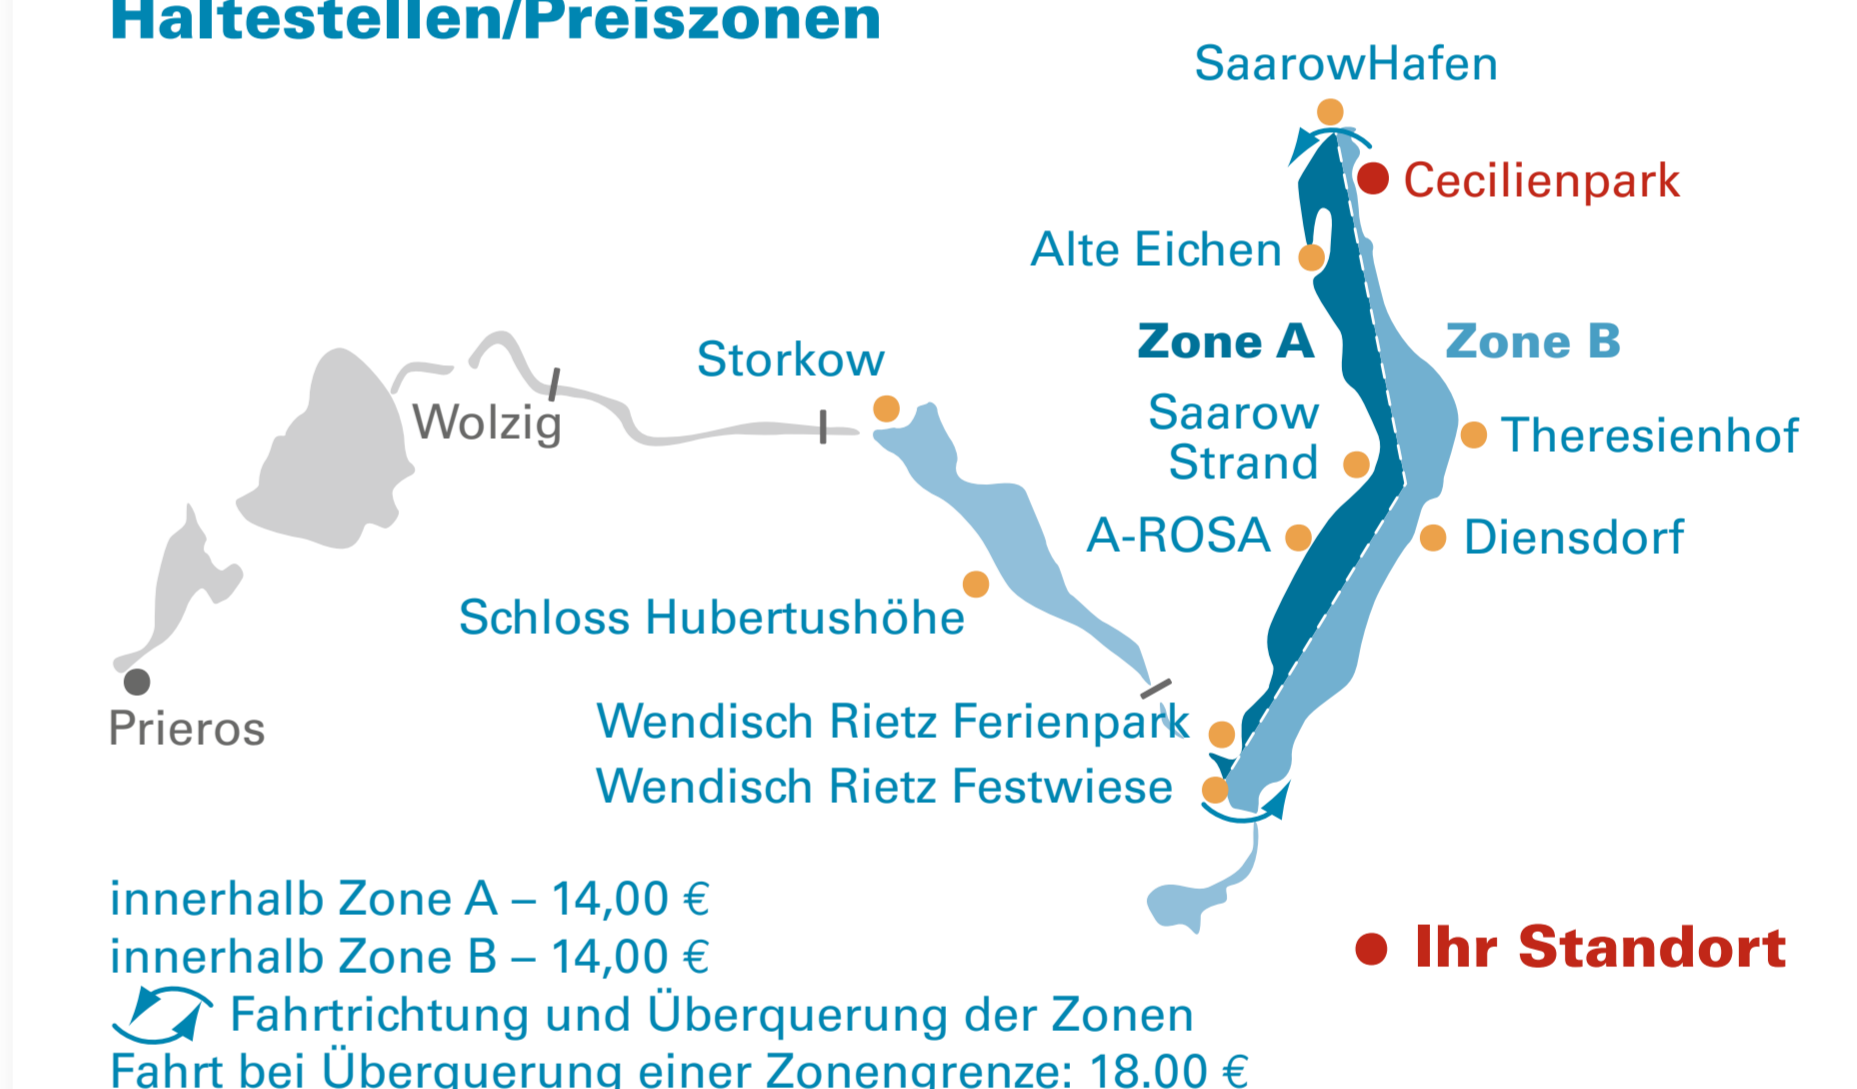 Haltestellen/Preiszonen
SaarowHafen
Cecilienpark
Alte Eichen
Zone A
Zone B
Storkow
Wolzig
Saarow
Strand
Theresienhof
A-ROSA
Diensdorf
Schloss Hubertushöhe
Prieros
Wendisch Rietz Ferienpark
Wendisch Rietz Festwiese
innerhalb Zone A – 14,00 €
innerhalb Zone B – 14,00 €
Fahrtrichtung und Überquerung der Zonen
Fahrt bei Überquerung einer Zonengrenze: 18.00 €
Ihr Standort